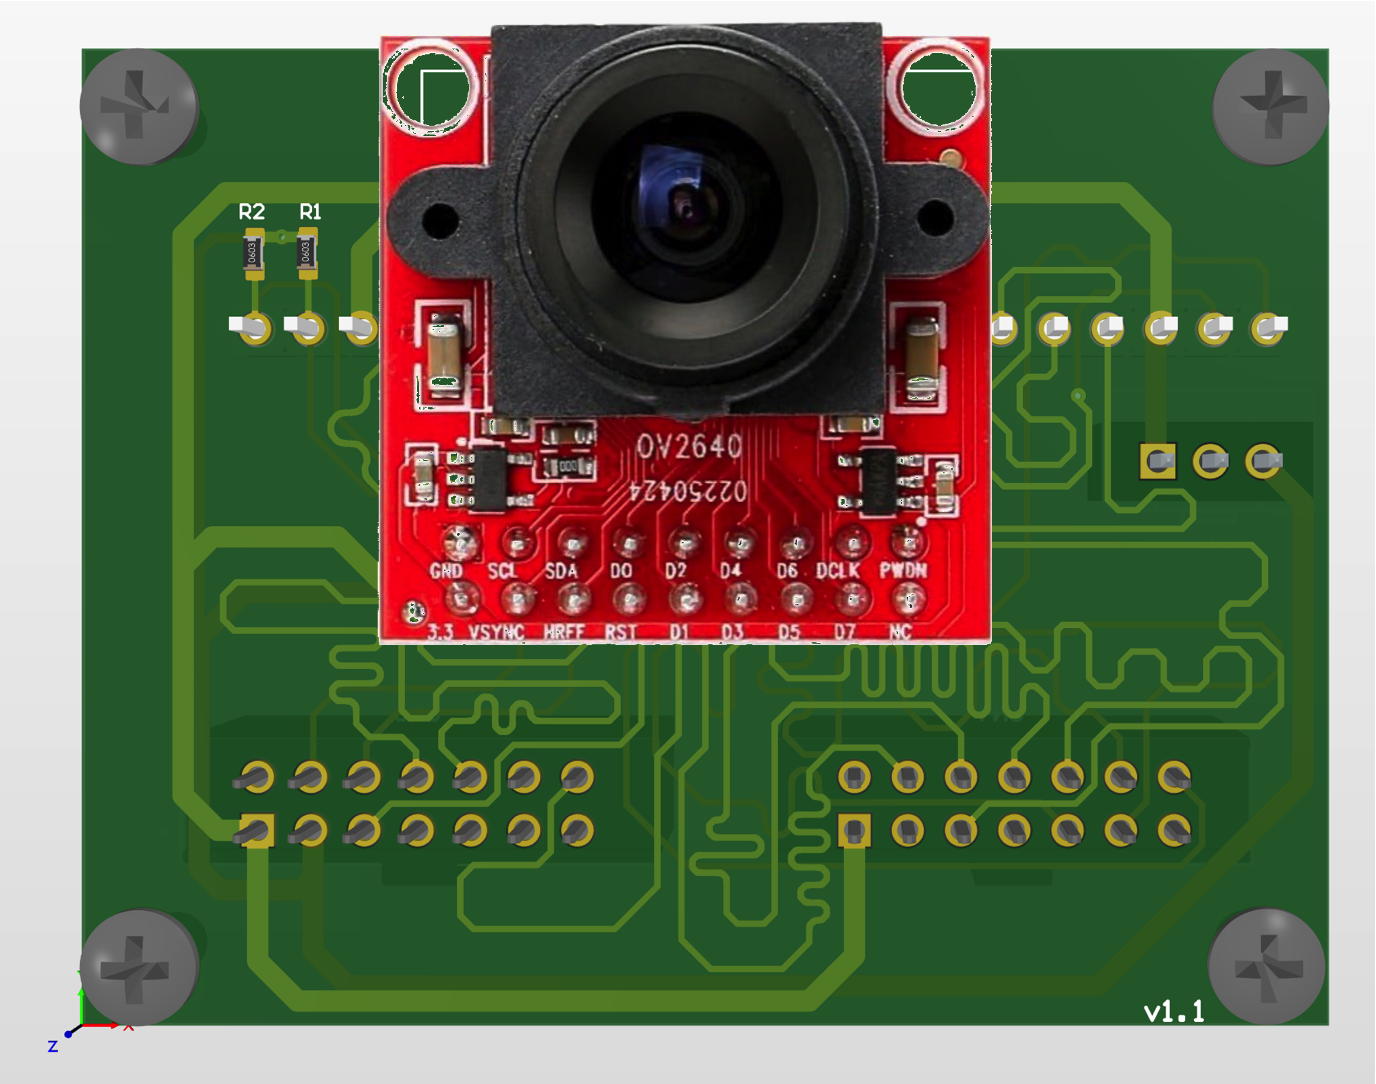 R2 R1
0603 0603
OV2640
02250424
000
GND SCL SDA D0 D2 D4 D6 DCLK PWDN
3.3 VSYNC HREF RST D1 D3 D5 D7 NC
v1.1
X
Z